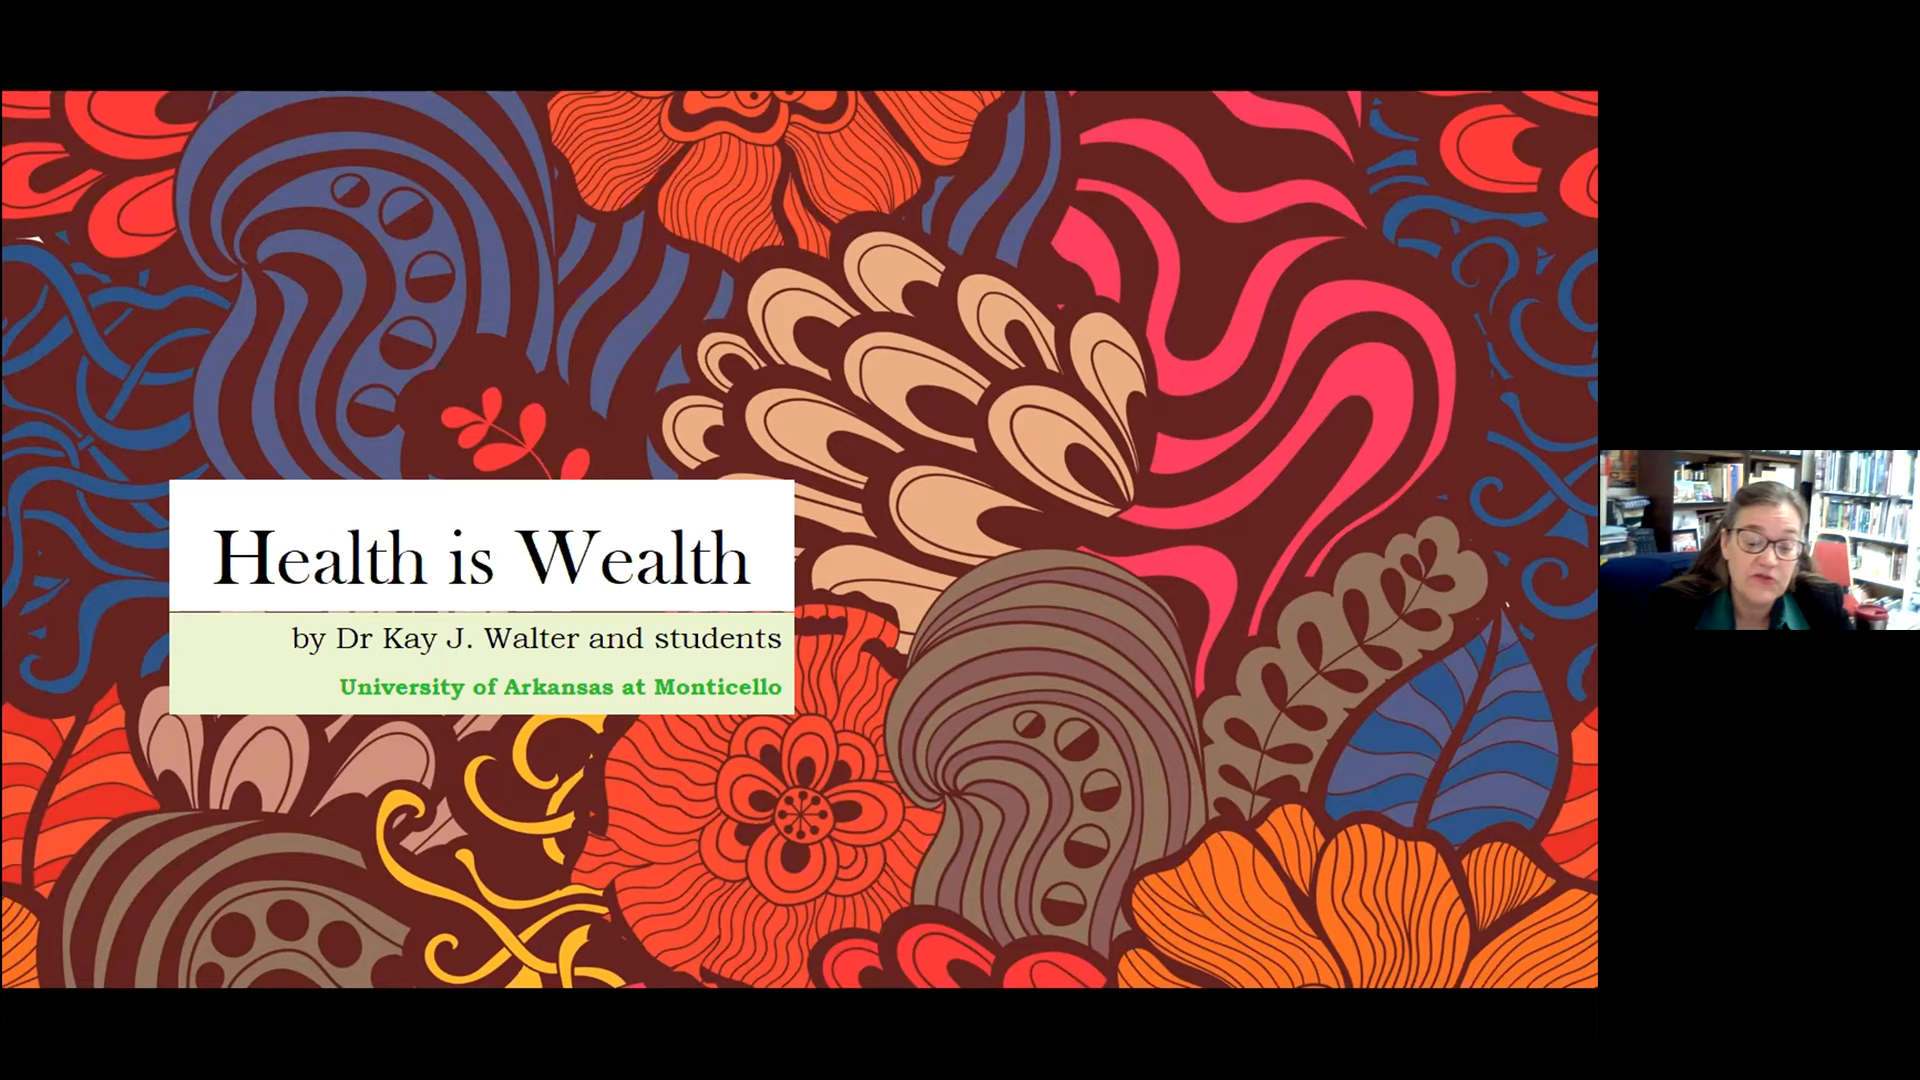 Health is Wealth
by Dr Kay J. Walter and students
University of Arkansas at Monticello